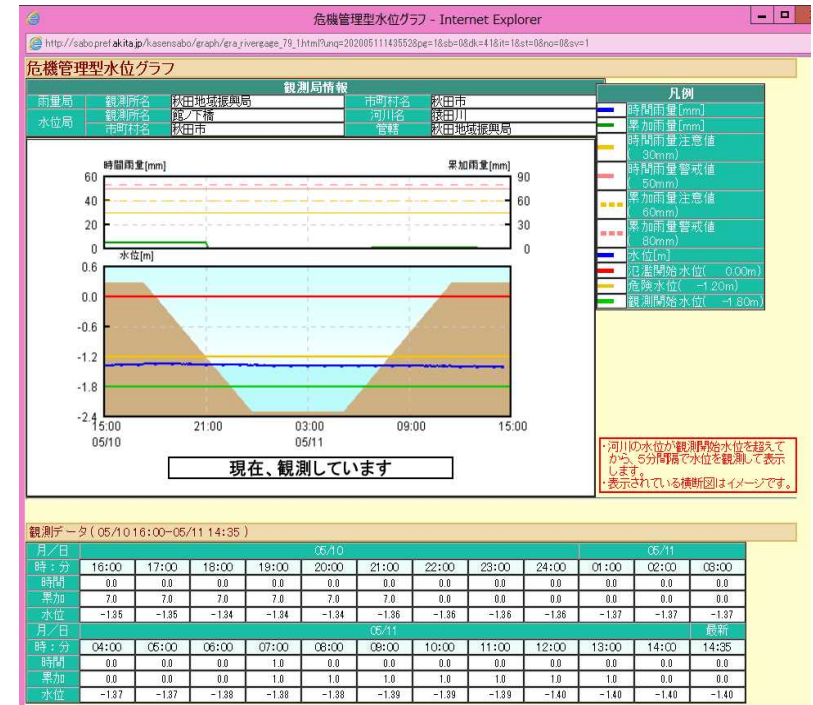 危機管理型水位グラフ - Internet Explorer
http://sabo.pref.akita.jp/kasensabo/graph/gra_rivergage_79_1.html?unq=20200511143552&pg=1&sb=0&dk=41&it=1&st=0&no=0&sv=1
危機管理型水位グラフ
観測局情報
雨量局 観測所名 秋田地域振興局 市町村名 秋田市
水位局 観測所名 館ノ下橋 河川名 猿田川
市町村名 秋田市 管轄 秋田地域振興局
凡例
時間雨量[mm]
累加雨量[mm]
時間雨量注意値
( 30mm)
時間雨量警戒値
( 50mm)
累加雨量注意値
( 60mm)
累加雨量警戒値
( 80mm)
水位[m]
氾濫開始水位( 0.00m)
危険水位( -1.20m)
観測開始水位( -1.80m)
時間雨量[mm] 累加雨量[mm]
60 90
40 60
20 30
0 0
水位[m]
0.6
0.0
-0.6
-1.2
-1.8
-2.4
15:00 21:00 03:00 09:00 15:00
05/10 05/11
現在、観測しています
・河川の水位が観測開始水位を超えて
から、5分間隔で水位を観測して表示
します。
・表示されている横断図はイメージです。
観測データ ( 05/10 16:00-05/11 14:35 )
月/日 05/10 05/11
時:分 16:00 17:00 18:00 19:00 20:00 21:00 22:00 23:00 24:00 01:00 02:00 03:00
時間 0.0 0.0 0.0 0.0 0.0 0.0 0.0 0.0 0.0 0.0 0.0 0.0
累加 7.0 7.0 7.0 7.0 7.0 7.0 0.0 0.0 0.0 0.0 0.0 0.0
水位 -1.35 -1.35 -1.34 -1.34 -1.34 -1.36 -1.36 -1.36 -1.36 -1.37 -1.37 -1.37
月/日 05/11 最新
時:分 04:00 05:00 06:00 07:00 08:00 09:00 10:00 11:00 12:00 13:00 14:00 14:35
時間 0.0 0.0 0.0 1.0 0.0 0.0 0.0 0.0 0.0 0.0 0.0 0.0
累加 0.0 0.0 0.0 1.0 1.0 1.0 1.0 1.0 1.0 1.0 0.0 0.0
水位 -1.37 -1.37 -1.38 -1.38 -1.38 -1.39 -1.39 -1.39 -1.40 -1.40 -1.40 -1.40